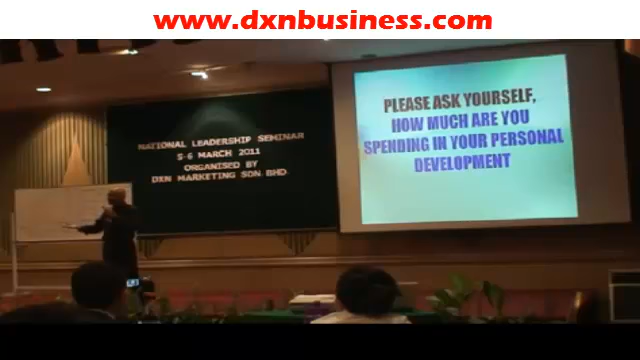 www.dxnbusiness.com
NATIONAL LEADERSHIP SEMINAR
5-6 MARCH 2011
ORGANISED BY
DXN MARKETING SDN BHD
PLEASE ASK YOURSELF,
HOW MUCH ARE YOU
SPENDING IN YOUR PERSONAL
DEVELOPMENT